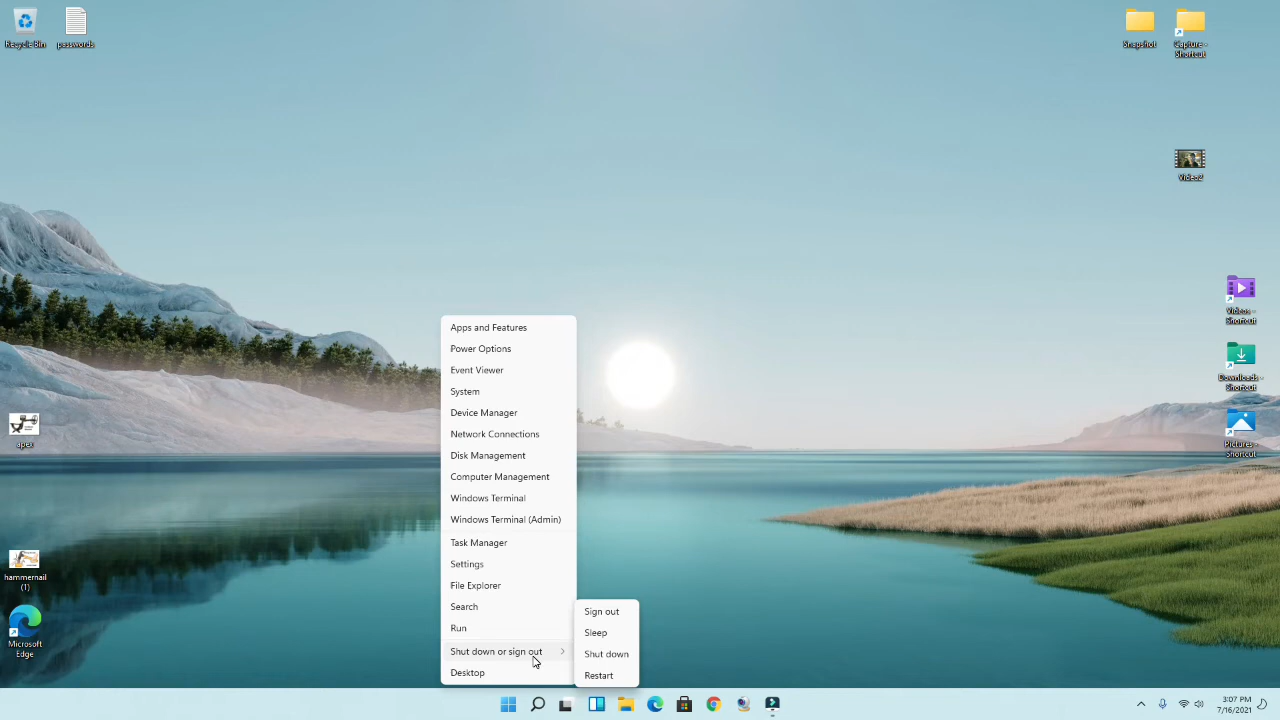 Recycle Bin
passwords
Snapshot
Capture -
Shortcut
Video2
Videos -
Shortcut
Downloads -
Shortcut
Pictures -
Shortcut
apex
hammernail
(1)
Microsoft
Edge
Apps and Features
Power Options
Event Viewer
System
Device Manager
Network Connections
Disk Management
Computer Management
Windows Terminal
Windows Terminal (Admin)
Task Manager
Settings
File Explorer
Search
Run
Shut down or sign out
Desktop
Sign out
Sleep
Shut down
Restart
3:07 PM
7/16/2021